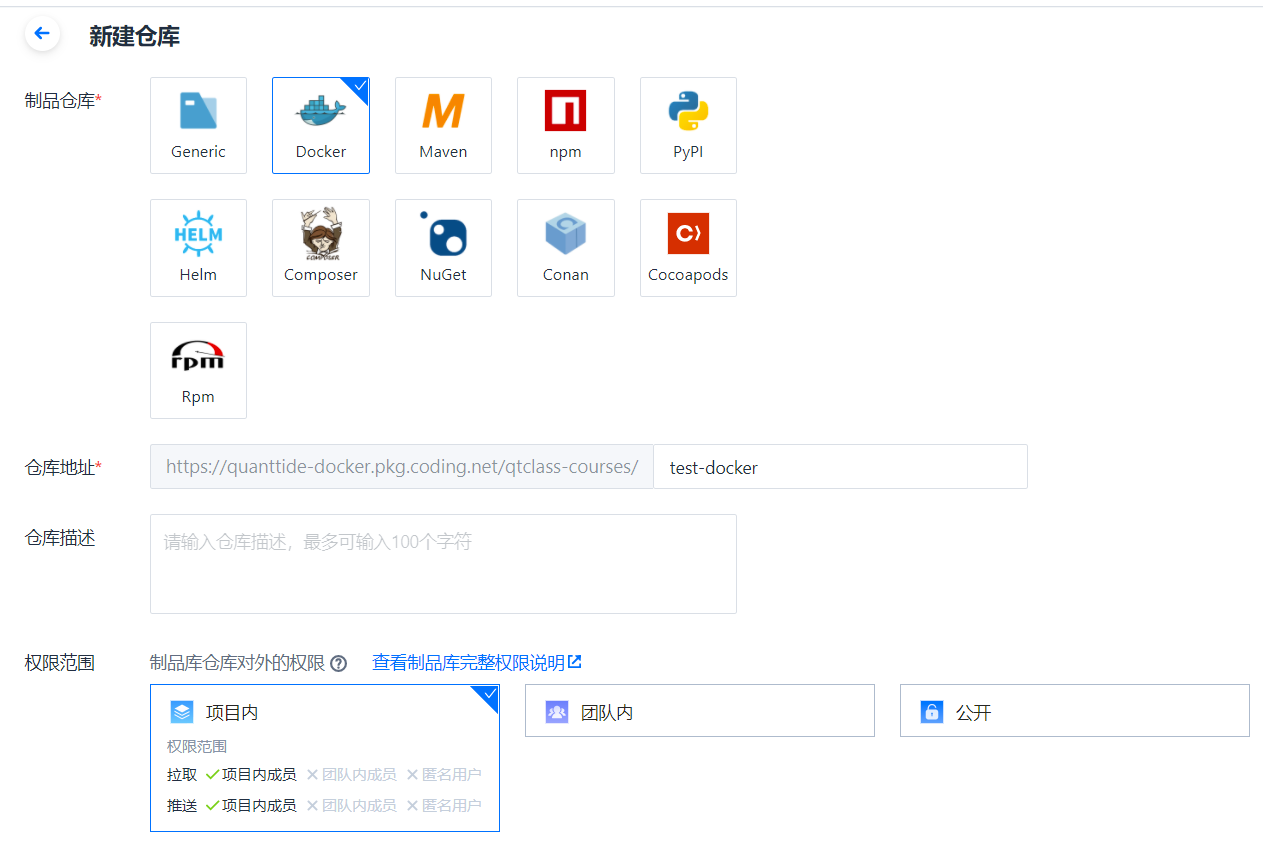 新建仓库
制品仓库*
Generic
Docker
Maven
npm
PyPI
HELM
Helm
COMPOSER
Composer
NuGet
C
Conan
C
Cocoapods
rpm
Rpm
仓库地址*
https://quanttide-docker.pkg.coding.net/qtclass-courses/ test-docker
仓库描述
请输入仓库描述，最多可输入100个字符
权限范围
制品库仓库对外的权限 ? 查看制品库完整权限说明
项目内
团队内
公开
权限范围
拉取 项目内成员 团队内成员 匿名用户
推送 项目内成员 团队内成员 匿名用户